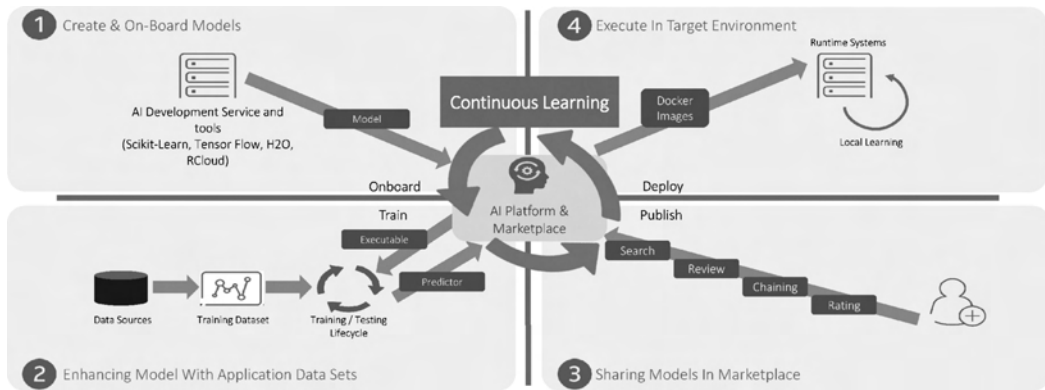 1 Create & On-Board Models
AI Development Service and
tools
(Scikit-Learn, Tensor Flow, H2O,
RCloud)
Model
Onboard
Continuous Learning
4 Execute In Target Environment
Runtime Systems
Docker
Images
Local Learning
Deploy
AI Platform &
Marketplace
Train
Executable
Predictor
Data Sources
Training Dataset
Training / Testing
Lifecycle
2 Enhancing Model With Application Data Sets
Publish
Search
Review
Chaining
Rating
3 Sharing Models In Marketplace